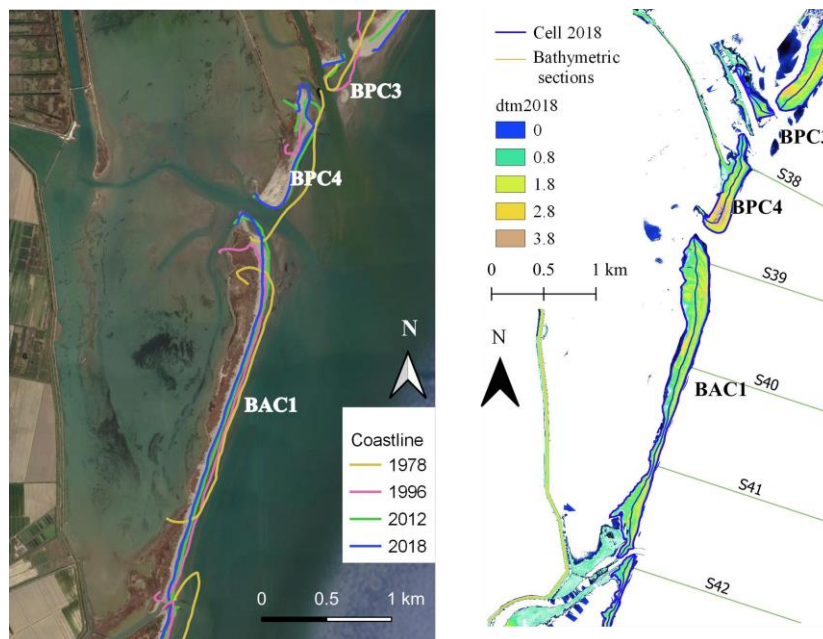 BPC3
BPC4
N
BAC1
Coastline
1978
1996
2012
2018
0 0.5 1 km
Cell 2018
Bathymetric
sections
dtm2018
0
0.8
1.8
2.8
3.8
0 0.5 1 km
N
BPC3
S38
BPC4
S39
S40
BAC1
S41
S42